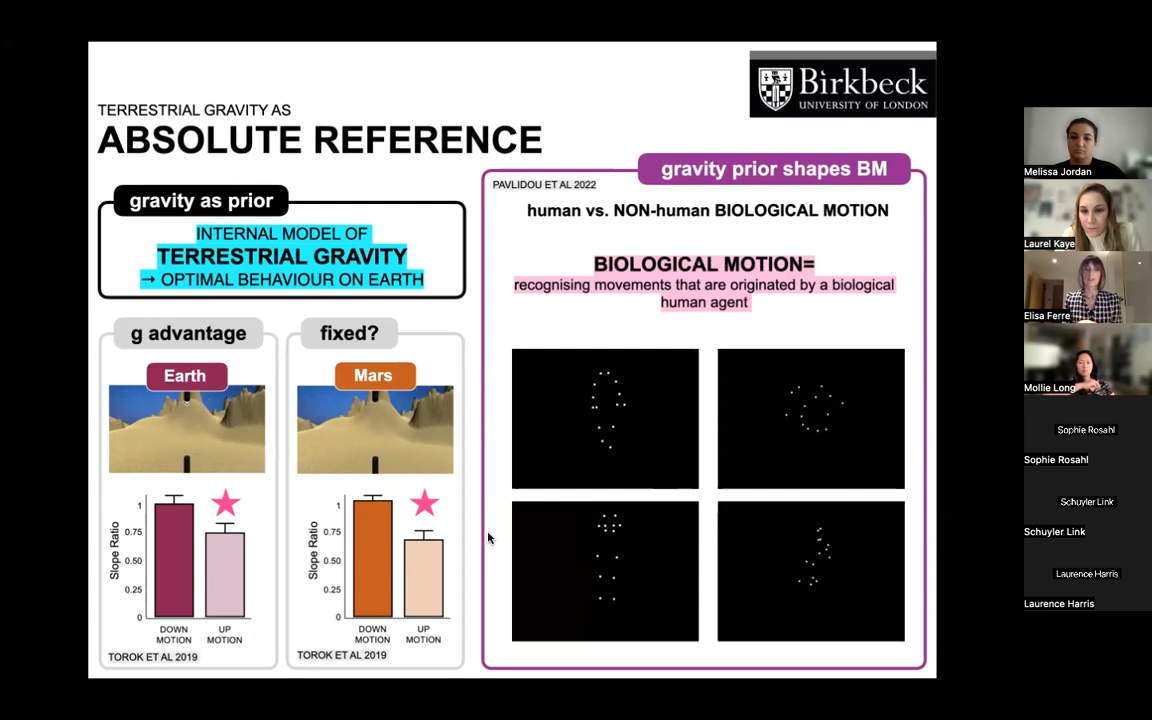 Birkbeck
UNIVERSITY OF LONDON
TERRESTRIAL GRAVITY AS
ABSOLUTE REFERENCE
gravity as prior
INTERNAL MODEL OF
TERRESTRIAL GRAVITY
→ OPTIMAL BEHAVIOUR ON EARTH
g advantage
Earth
Slope Ratio
1
0.75
0.50
0.25
0
DOWN
MOTION
UP
MOTION
TOROK ET AL 2019
fixed?
Mars
Slope Ratio
1
0.75
0.50
0.25
0
DOWN
MOTION
UP
MOTION
TOROK ET AL 2019
gravity prior shapes BM
PAVLIDOU ET AL 2022
human vs. NON-human BIOLOGICAL MOTION
BIOLOGICAL MOTION=
recognising movements that are originated by a biological
human agent
Melissa Jordan
Laurel Kaye
Elisa Ferre
Mollie Long
Sophie Rosahl
Sophie Rosahl
Schuyler Link
Schuyler Link
Laurence Harris
Laurence Harris